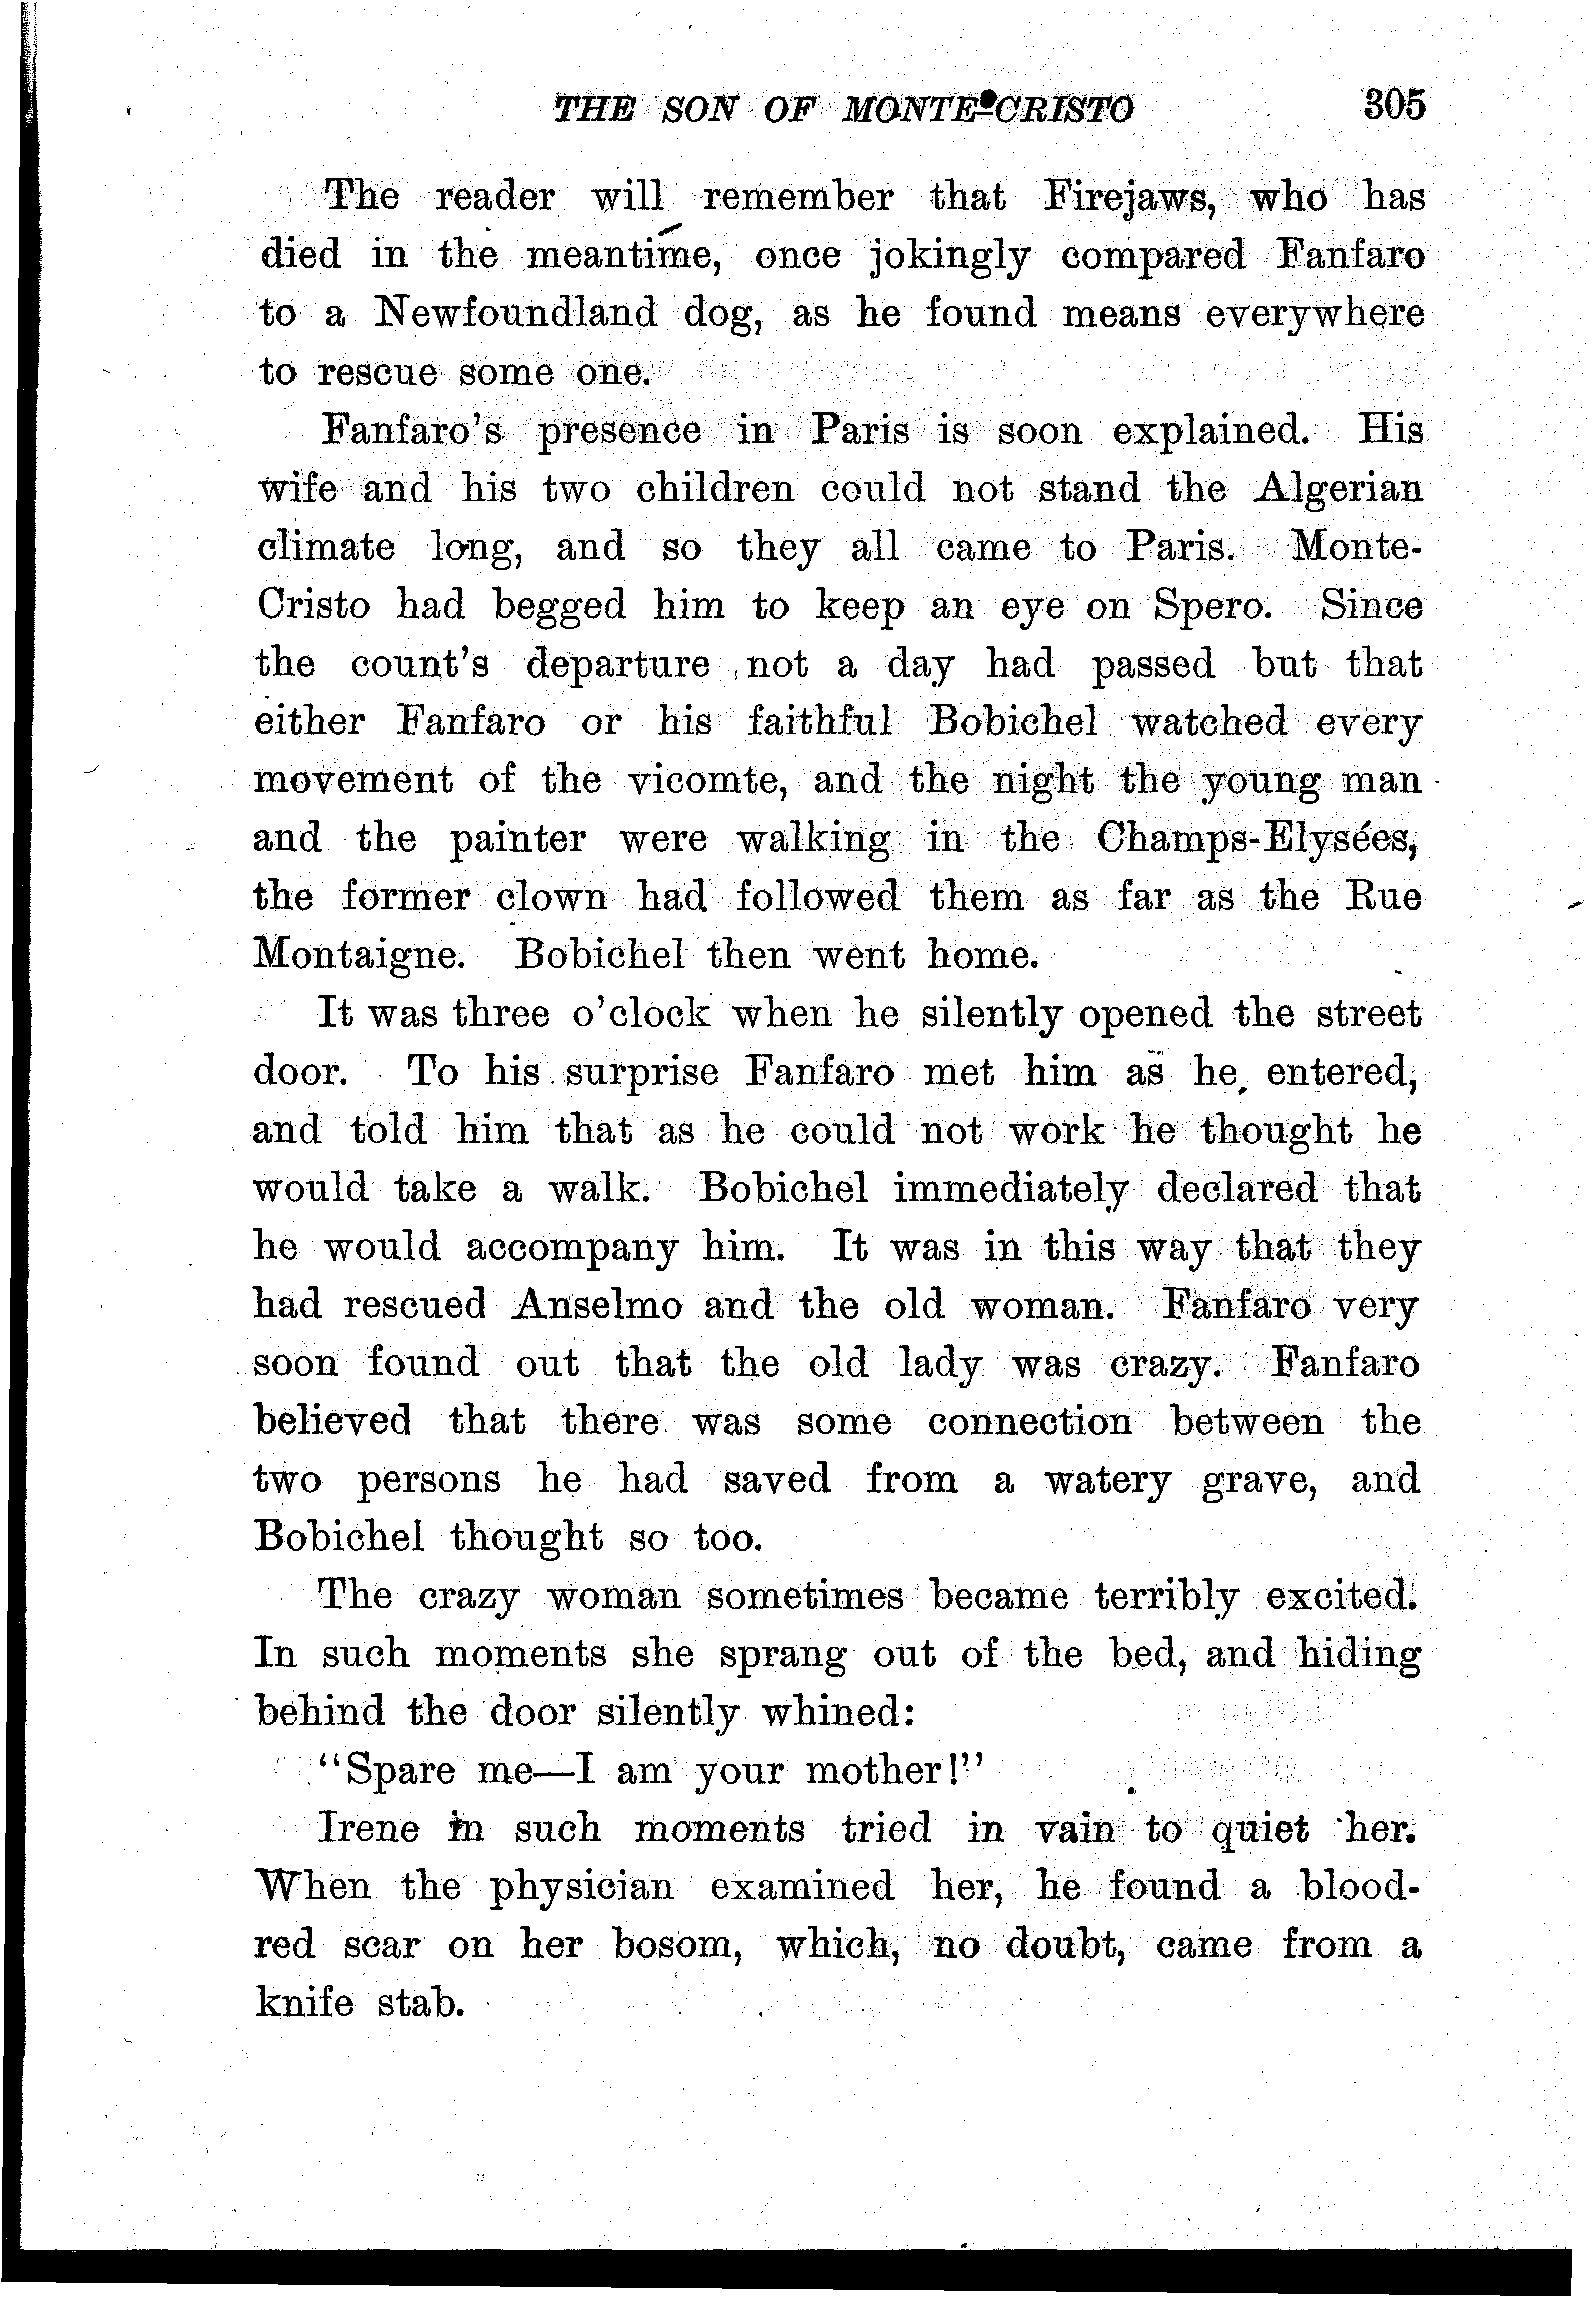 THE SON OF MONTE-CRISTO 305
The reader will remember that Firejaws, who has
died in the meantime, once jokingly compared Fanfaro
to a Newfoundland dog, as he found means everywhere
to rescue some one.
Fanfaro's presence in Paris is soon explained. His
wife and his two children could not stand the Algerian
climate long, and so they all came to Paris. Monte-
Cristo had begged him to keep an eye on Spero. Since
the count's departure not a day had passed but that
either Fanfaro or his faithful Bobichel watched every
movement of the vicomte, and the night the young man
and the painter were walking in the Champs-Elysées,
the former clown had followed them as far as the Rue
Montaigne. Bobichel then went home.
It was three o'clock when he silently opened the street
door. To his surprise Fanfaro met him as he entered,
and told him that as he could not work he thought he
would take a walk. Bobichel immediately declared that
he would accompany him. It was in this way that they
had rescued Anselmo and the old woman. Fanfaro very
soon found out that the old lady was crazy. Fanfaro
believed that there was some connection between the
two persons he had saved from a watery grave, and
Bobichel thought so too.
The crazy woman sometimes became terribly excited.
In such moments she sprang out of the bed, and hiding
behind the door silently whined:
"Spare me—I am your mother!"
Irene in such moments tried in vain to quiet her.
When the physician examined her, he found a blood-
red scar on her bosom, which, no doubt, came from a
knife stab.